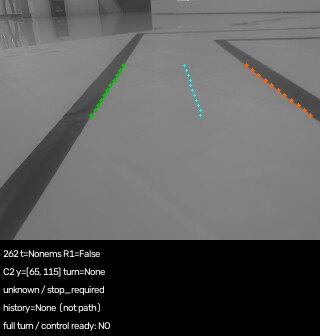 262 t=Nonems R1=False
C2 y=[65, 115] turn=None
unknown / stop_required
history=None (not path)
full turn / control ready: NO